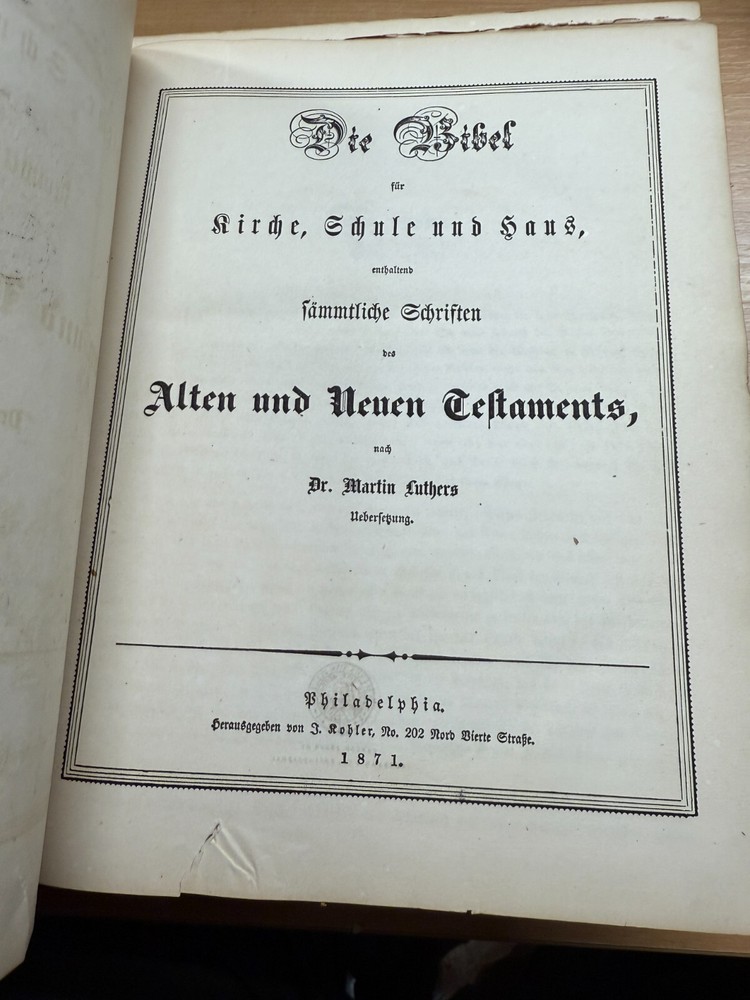 Die Bibel
für
Kirche, Schule und Haus,
enthaltend
sämmtliche Schriften
des
Alten und Neuen Testaments,
nach
Dr. Martin Luthers
Uebersetzung.
Philadelphia.
Herausgegeben von J. Kohler, No. 202 Nord Vierte Straße.
1871.